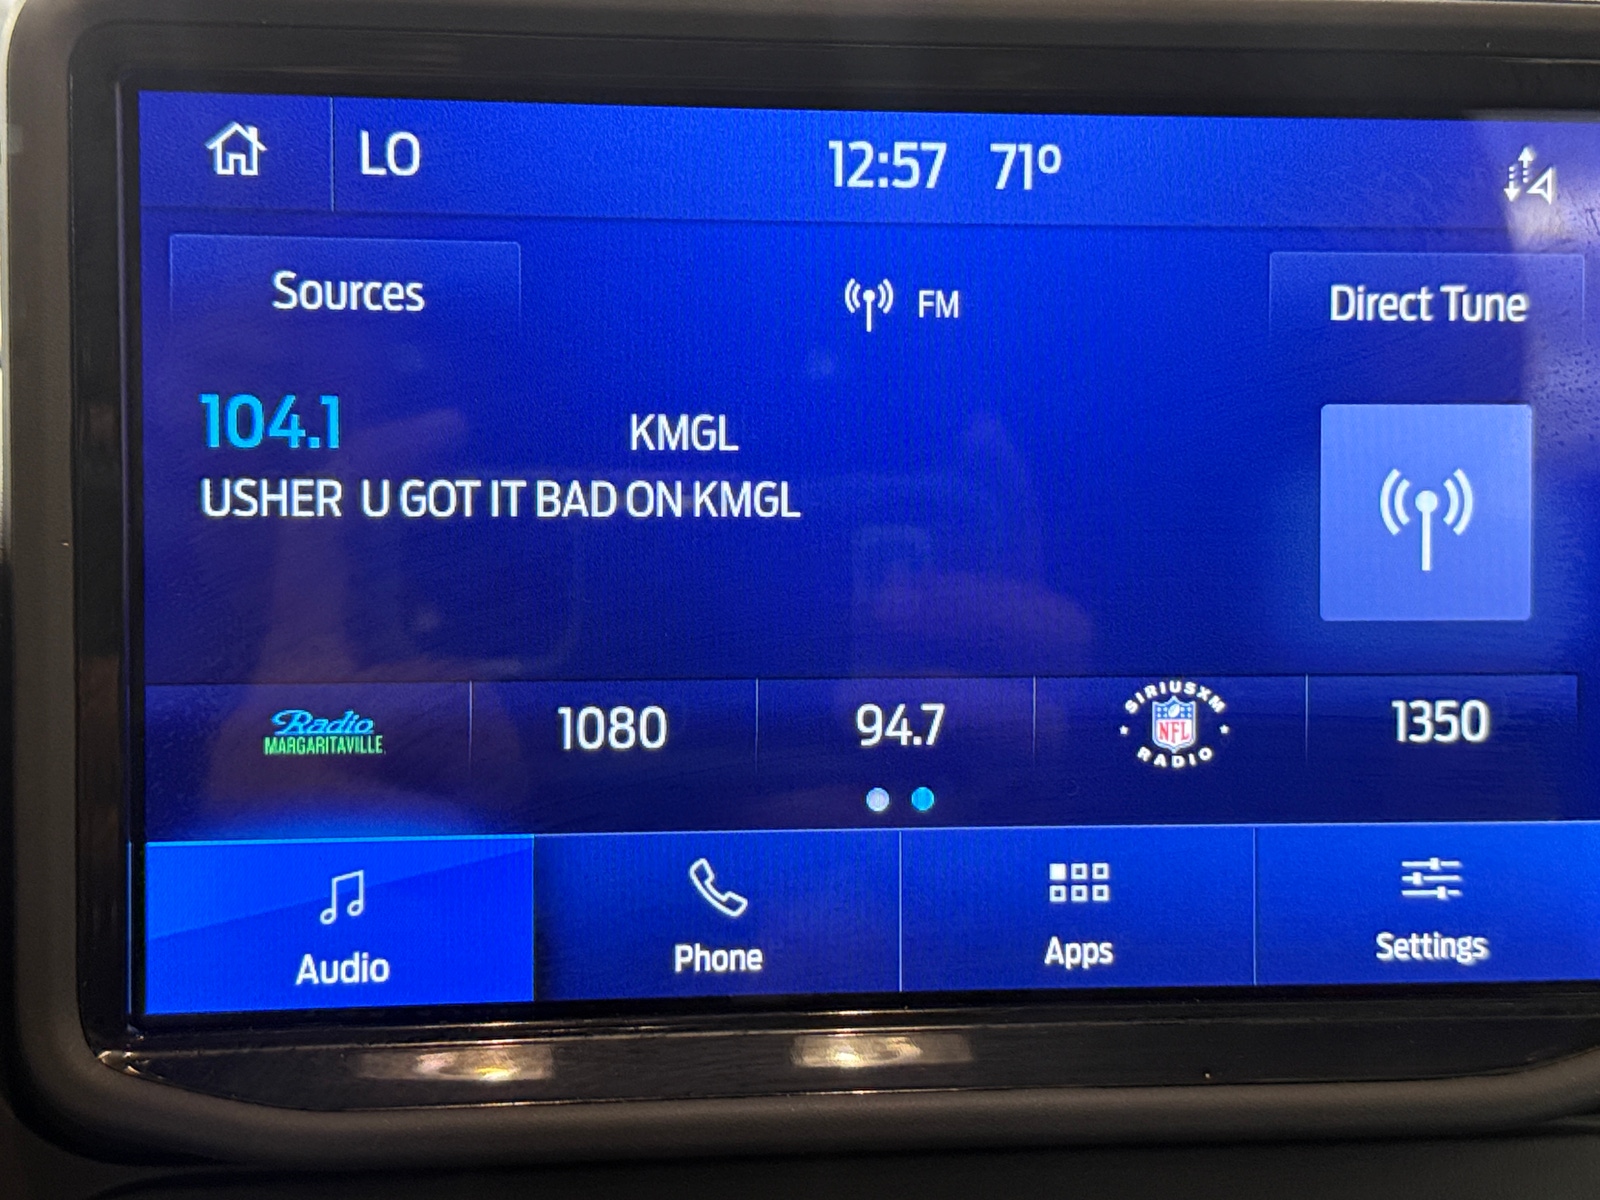 LO 12:57 71°
Sources FM Direct Tune
104.1 KMGL
USHER U GOT IT BAD ON KMGL
Radio MARGARITAVILLE 1080 94.7 SIRIUSXM NFL RADIO 1350
Audio Phone Apps Settings